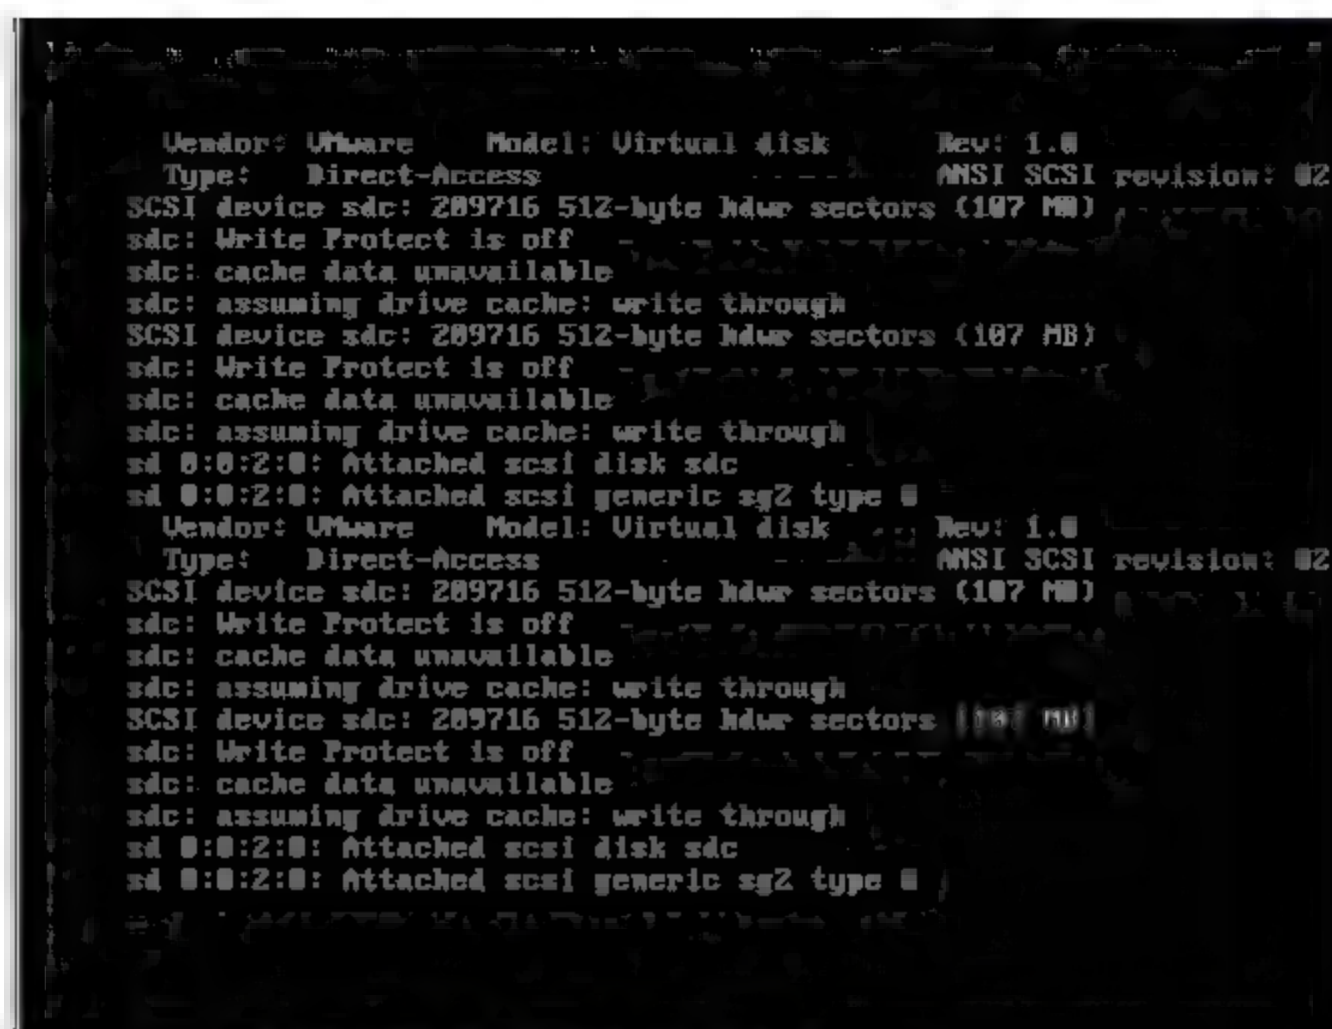 Vendor: VMware Model: Virtual disk Rev: 1.0
Type: Direct-Access ANSI SCSI revision: 02
SCSI device sdc: 209716 512-byte hdwr sectors (107 MB)
sdc: Write Protect is off
sdc: cache data unavailable
sdc: assuming drive cache: write through
SCSI device sdc: 209716 512-byte hdwr sectors (107 MB)
sdc: Write Protect is off
sdc: cache data unavailable
sdc: assuming drive cache: write through
sd 0:0:2:0: Attached scsi disk sdc
sd 0:0:2:0: Attached scsi generic sg2 type 0
Vendor: VMware Model: Virtual disk Rev: 1.0
Type: Direct-Access ANSI SCSI revision: 02
SCSI device sdc: 209716 512-byte hdwr sectors (107 MB)
sdc: Write Protect is off
sdc: cache data unavailable
sdc: assuming drive cache: write through
SCSI device sdc: 209716 512-byte hdwr sectors (107 MB)
sdc: Write Protect is off
sdc: cache data unavailable
sdc: assuming drive cache: write through
sd 0:0:2:0: Attached scsi disk sdc
sd 0:0:2:0: Attached scsi generic sg2 type 0